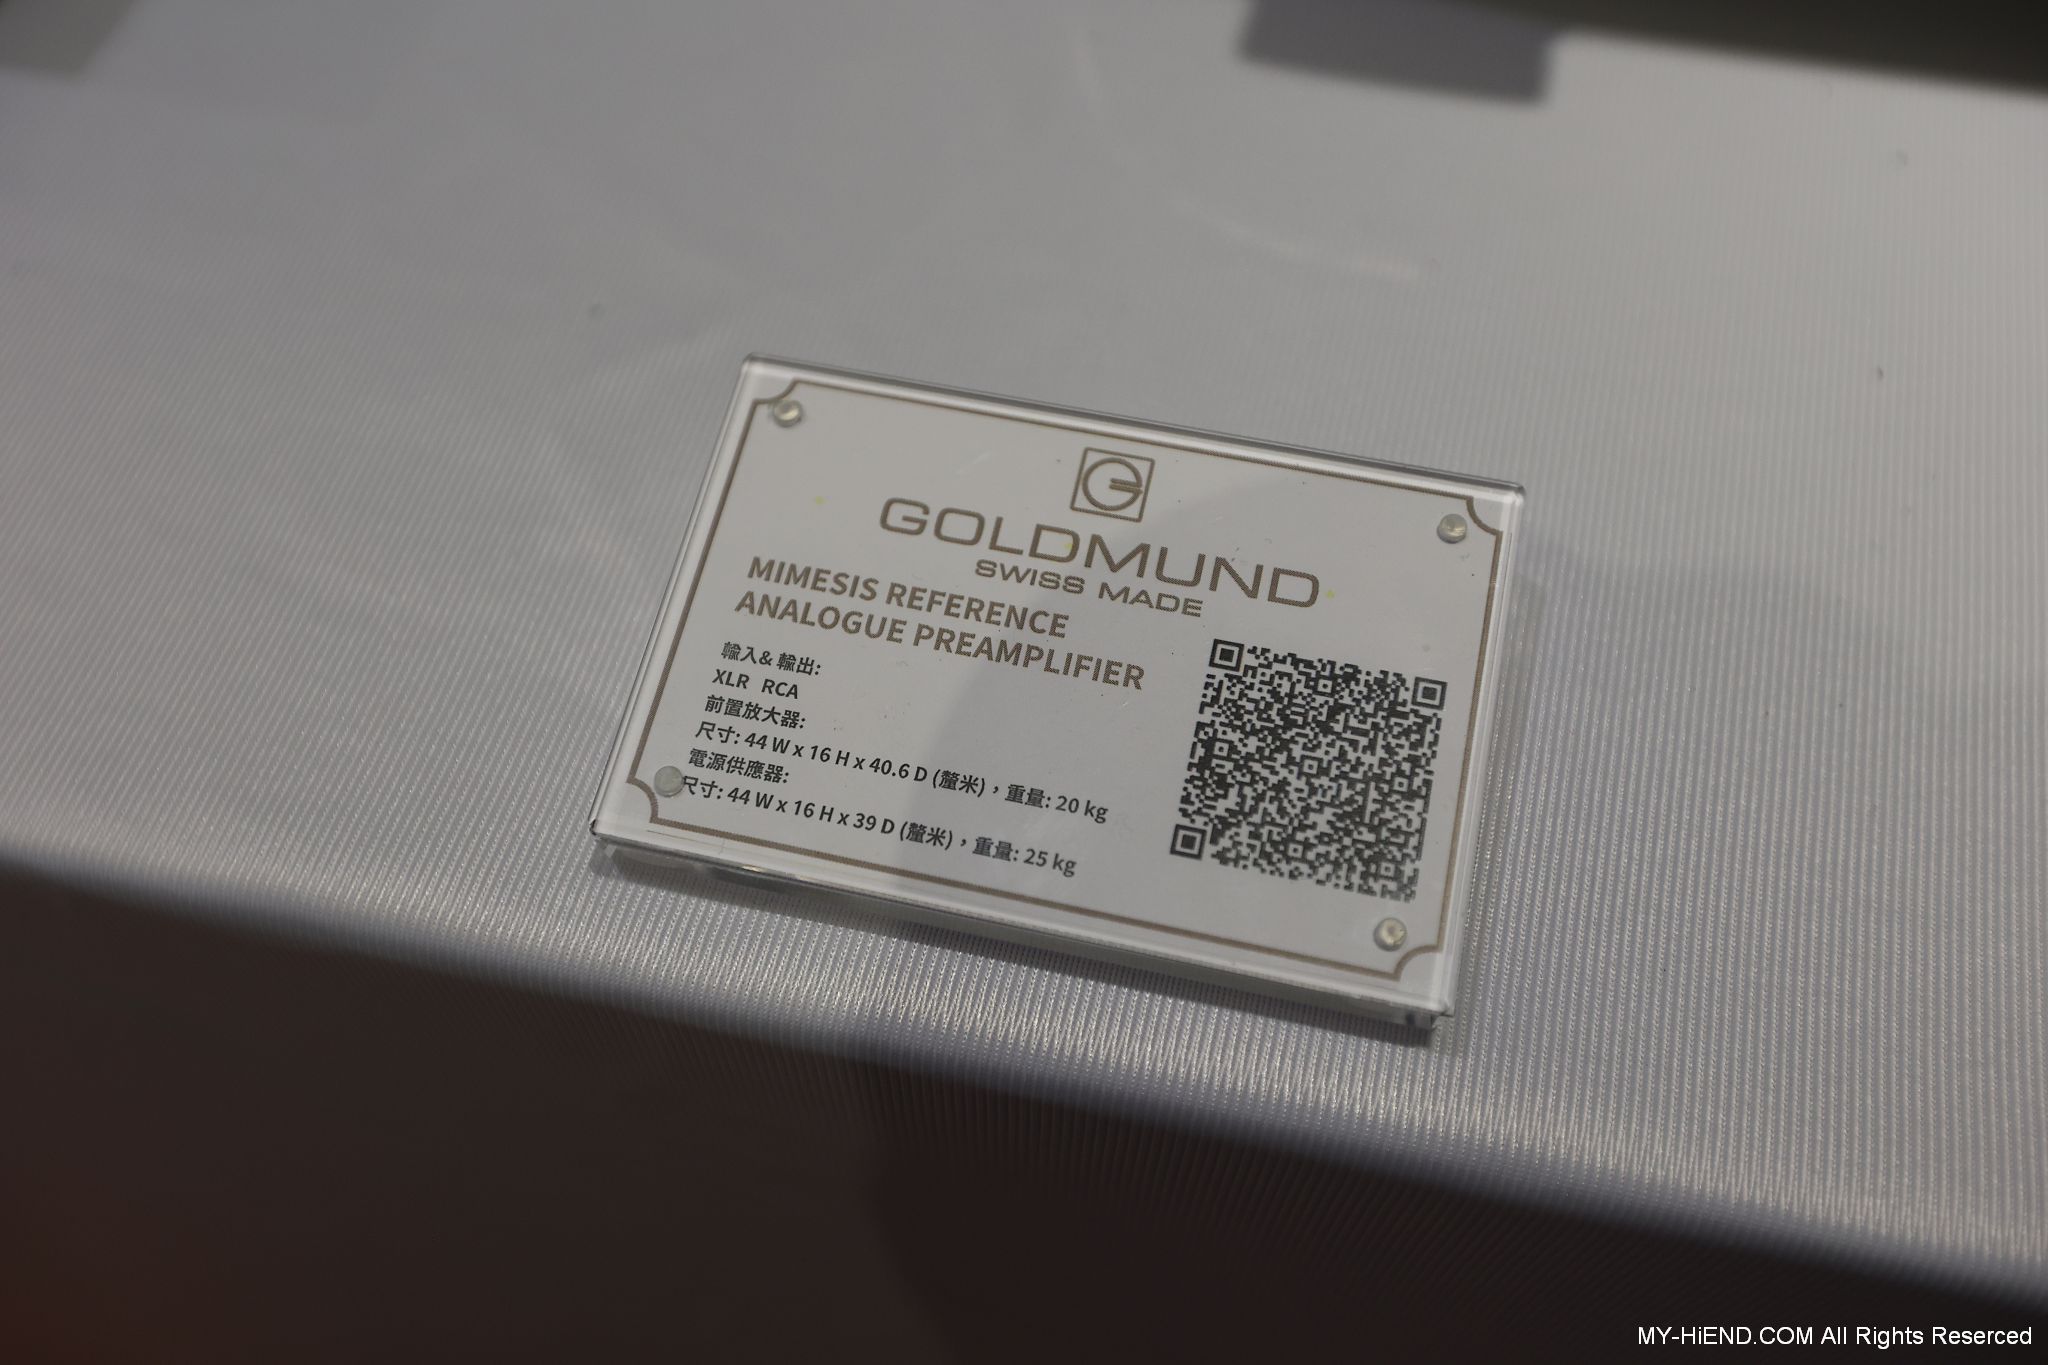 GOLDMUND
SWISS MADE
MIMESIS REFERENCE
ANALOGUE PREAMPLIFIER
輸入& 輸出:
XLR RCA
前置放大器:
尺寸: 44 W x 16 H x 40.6 D (釐米)，重量: 20 kg
電源供應器:
尺寸: 44 W x 16 H x 39 D (釐米)，重量: 25 kg
MY-HiEND.COM All Rights Reserced